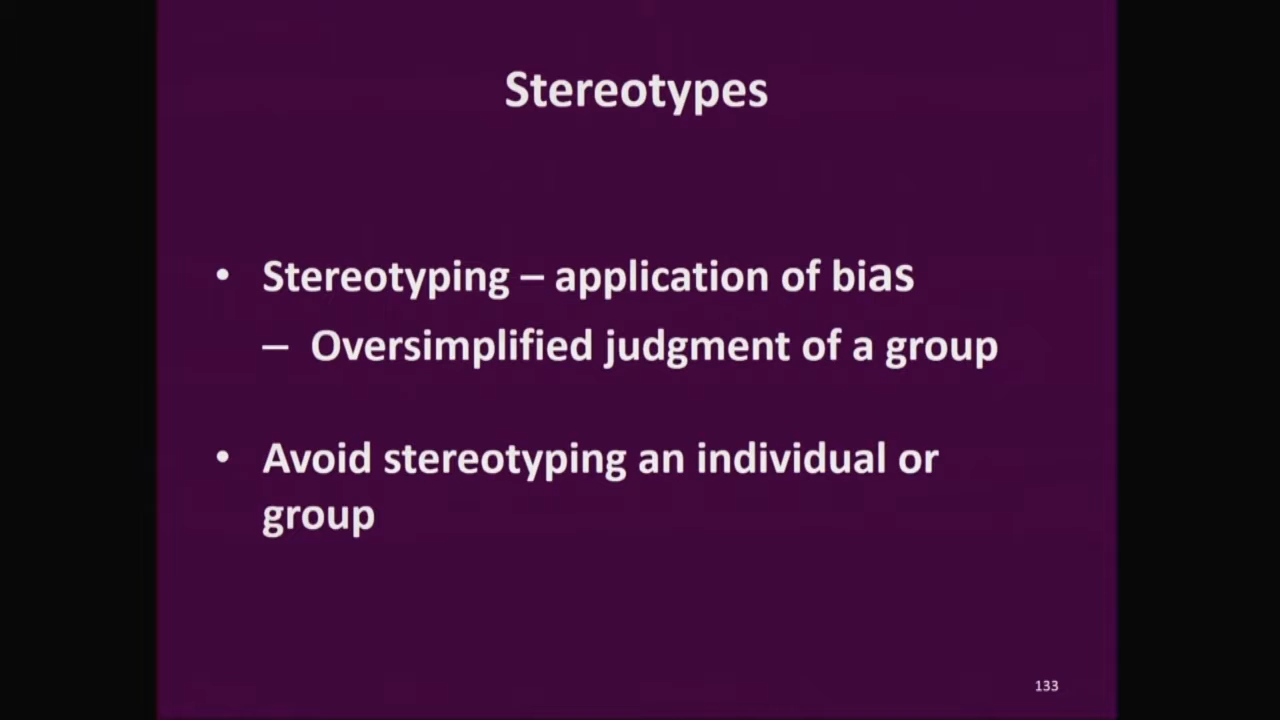 Stereotypes
• Stereotyping – application of bias
– Oversimplified judgment of a group
• Avoid stereotyping an individual or
group
133